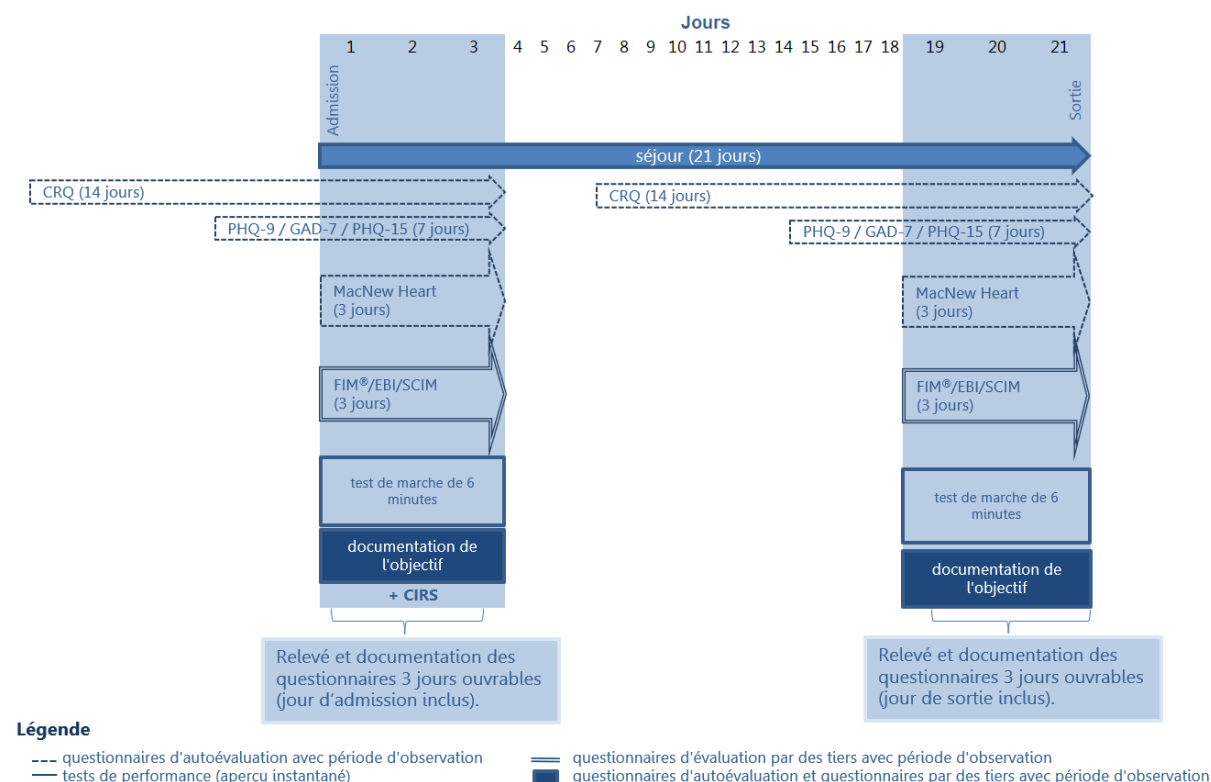 Jours
1 2 3 4 5 6 7 8 9 10 11 12 13 14 15 16 17 18 19 20 21
Admission
Sortie
séjour (21 jours)
CRQ (14 jours)
CRQ (14 jours)
PHQ-9 / GAD-7 / PHQ-15 (7 jours)
PHQ-9 / GAD-7 / PHQ-15 (7 jours)
MacNew Heart
(3 jours)
MacNew Heart
(3 jours)
FIM®/EBI/SCIM
(3 jours)
FIM®/EBI/SCIM
(3 jours)
test de marche de 6
minutes
test de marche de 6
minutes
documentation de
l'objectif
documentation de
l'objectif
+ CIRS
Relevé et documentation des
questionnaires 3 jours ouvrables
(jour d’admission inclus).
Relevé et documentation des
questionnaires 3 jours ouvrables
(jour de sortie inclus).
Légende
questionnaires d'autoévaluation avec période d'observation
questionnaires d'évaluation par des tiers avec période d'observation
tests de performance (aperçu instantané)
questionnaires d'autoévaluation et questionnaires par des tiers avec période d'observation